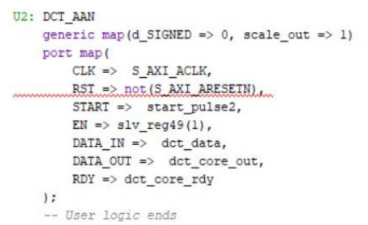 U2: DCT_AAN
generic map(d_SIGNED => 0, scale_out => 1)
port map(
CLK => S_AXI_ACLK,
RST => not(S_AXI_ARESETN),
START => start_pulse2,
EN => slv_reg49(1),
DATA_IN => dct_data,
DATA_OUT => dct_core_out,
RDY => dct_core_rdy
);
-- User logic ends